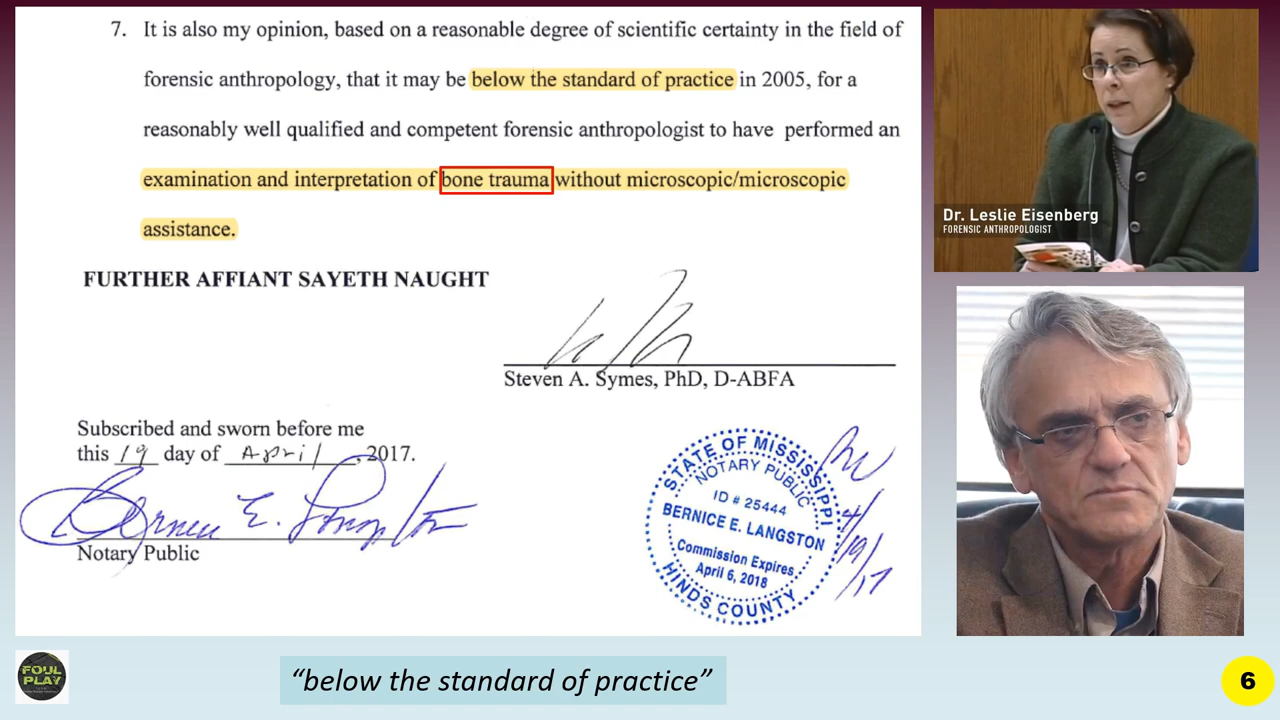 7. It is also my opinion, based on a reasonable degree of scientific certainty in the field of
forensic anthropology, that it may be below the standard of practice in 2005, for a
reasonably well qualified and competent forensic anthropologist to have performed an
examination and interpretation of bone trauma without microscopic/microscopic
assistance.
FURTHER AFFIANT SAYETH NAUGHT
Steven A. Symes, PhD, D-ABFA
Subscribed and sworn before me
this 19 day of April, 2017.
Bernice E. Langston
Notary Public
STATE OF MISSISSIPPI
NOTARY PUBLIC
ID # 25444
BERNICE E. LANGSTON
Commission Expires
April 6, 2018
HINDS COUNTY
4/19/17
Dr. Leslie Eisenberg
FORENSIC ANTHROPOLOGIST
FOUL
PLAY
“below the standard of practice”
6